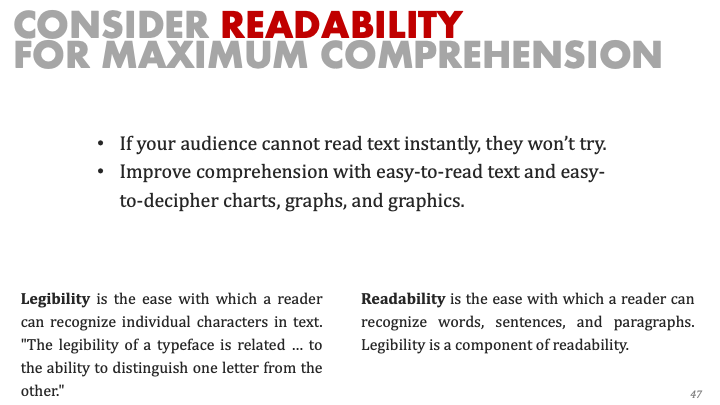 CONSIDER READABILITY
FOR MAXIMUM COMPREHENSION
• If your audience cannot read text instantly, they won’t try.
• Improve comprehension with easy-to-read text and easy-
to-decipher charts, graphs, and graphics.
Legibility is the ease with which a reader
can recognize individual characters in text.
"The legibility of a typeface is related ... to
the ability to distinguish one letter from the
other."
Readability is the ease with which a reader can
recognize words, sentences, and paragraphs.
Legibility is a component of readability.
47